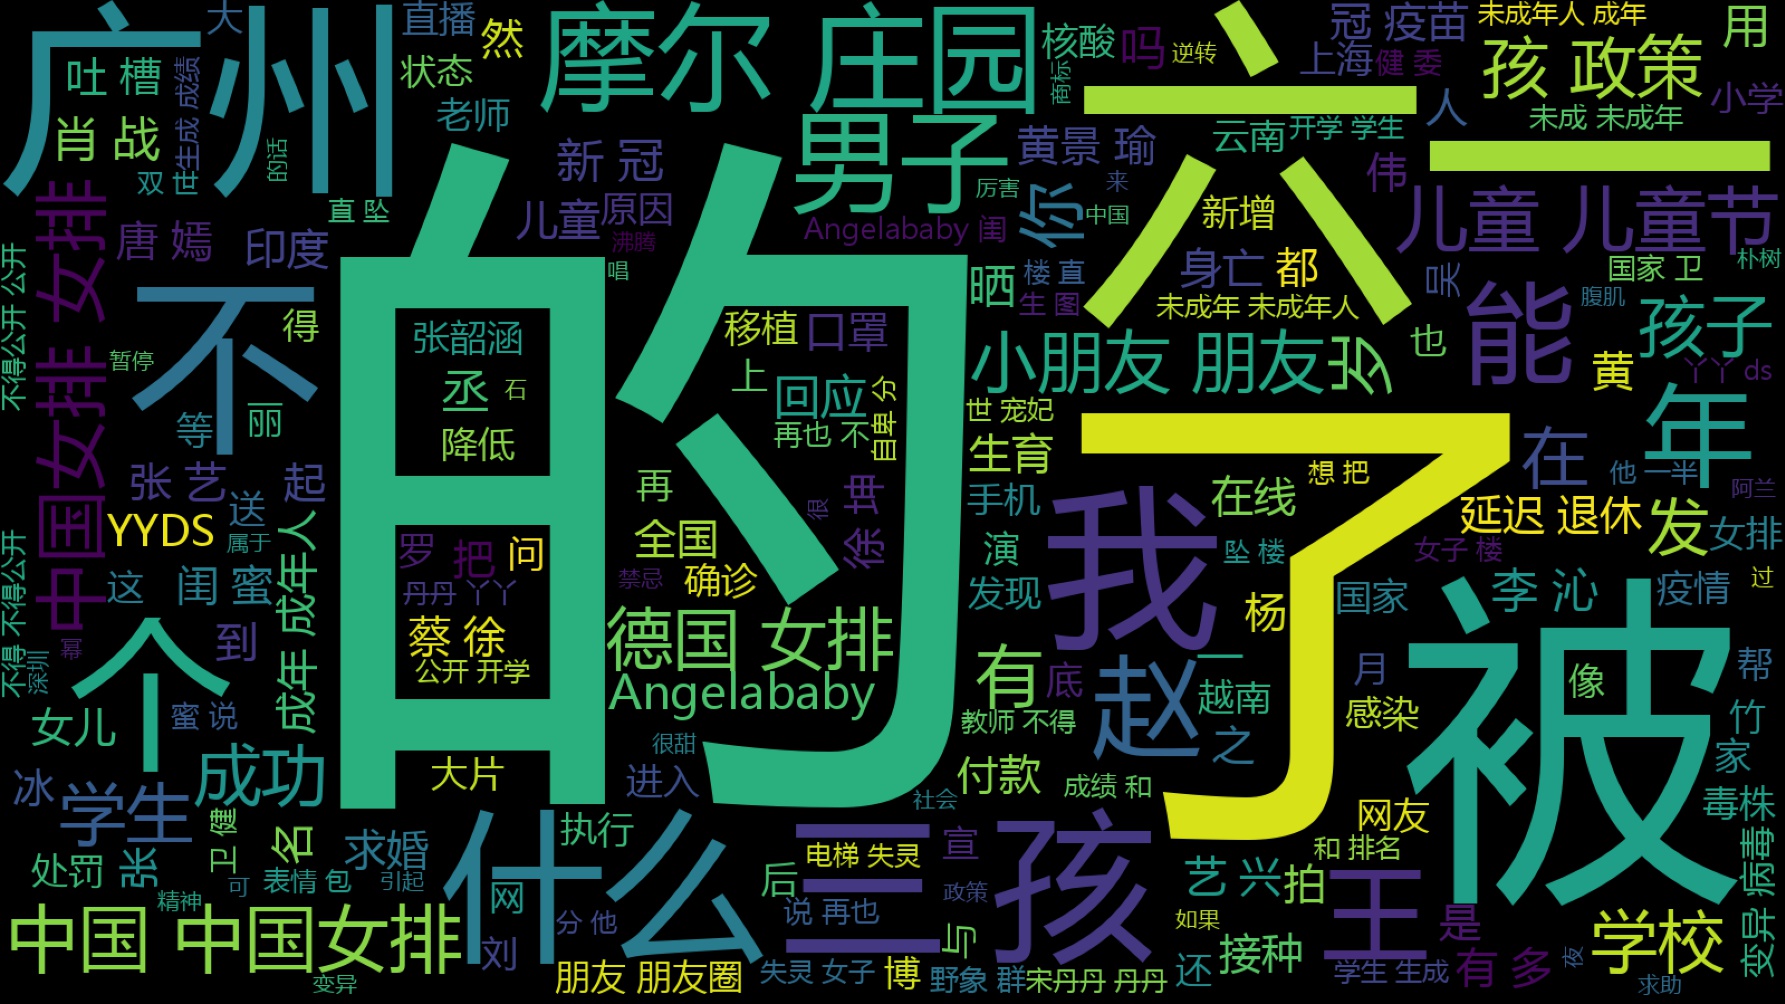 广州
大
直播
然
摩尔 庄园
六一
核酸
吗
逆转
冠 疫苗
未成年人 成年
用
吐 槽
双 世
生成 成绩
状态
商标
上海
健 委
孩 政策
肖 战
的话
老师
男子
人
未成 未成年
小学
新 冠
黄景 瑜
云南
开学 学生
直 坠
儿童
原因
厉害
你
来
中国
伟
儿童 儿童节
中国女排 女排
唐 嫣
印度
沸腾
Angelababy 闺
新增
不得公开 公开
不
的
唱
晒
楼 直
身亡
都
吴
国家 卫
朴树
得
生 图
未成年 未成年人
能
腹肌
孩子
暂停
张韶涵
移植
口罩
小朋友 朋友
岁
也
黄
丫丫 ds
丞
石
上
回应
自卑 分
世 宠妃
年
等
丽
降低
再也 不
生育
了
在
他 一半
张 艺
起
再
很
徐 坤
手机
我
在线
想 把
阿兰
YYDS
送
属于
罗
把
问
全国
演
坠 楼
延迟 退休
发
女排
女子 楼
这
闺 蜜
成年 成年人
丹丹 丫丫
禁忌
确诊
发现
杨
国家
李 沁
疫情
过
不得 不得公开
深圳
幂
个
到
蔡 徐
公开 开学
德国 女排
Angelababy
有
底
赵
一
越南
月
感染
被
像
帮
女儿
蜜 说
很甜
教师 不得
之
竹
冰
学生
成功
大片
进入
社会
付款
成绩 和
网友
家
毒株
卫 健
名
求婚
什么
执行
三孩
电梯 失灵
宣
和 排名
变异 病毒
处罚
张
可
表情 包
引起
网
后
政策
艺 兴
拍
王
精神
说 再也
如果
中国 中国女排
变异
刘
分 他
与
接种
是
学校
朋友 朋友圈
失灵 女子
博
野象 群
宋丹丹 丹丹
还
学生 生成
有 多
夜
求助